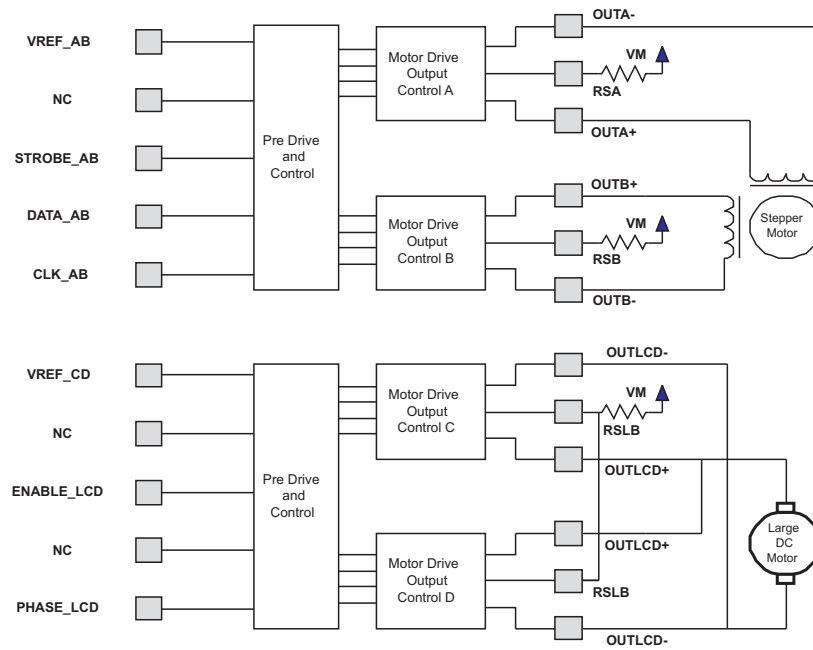 VREF_AB
NC
STROBE_AB
DATA_AB
CLK_AB
Pre Drive
and
Control
Motor Drive
Output
Control A
Motor Drive
Output
Control B
OUTA-
VM
RSA
OUTA+
OUTB+
VM
RSB
OUTB-
Stepper
Motor
VREF_CD
NC
ENABLE_LCD
NC
PHASE_LCD
Pre Drive
and
Control
Motor Drive
Output
Control C
Motor Drive
Output
Control D
OUTLCD-
VM
RSLB
OUTLCD+
OUTLCD+
RSLB
OUTLCD-
Large
DC
Motor